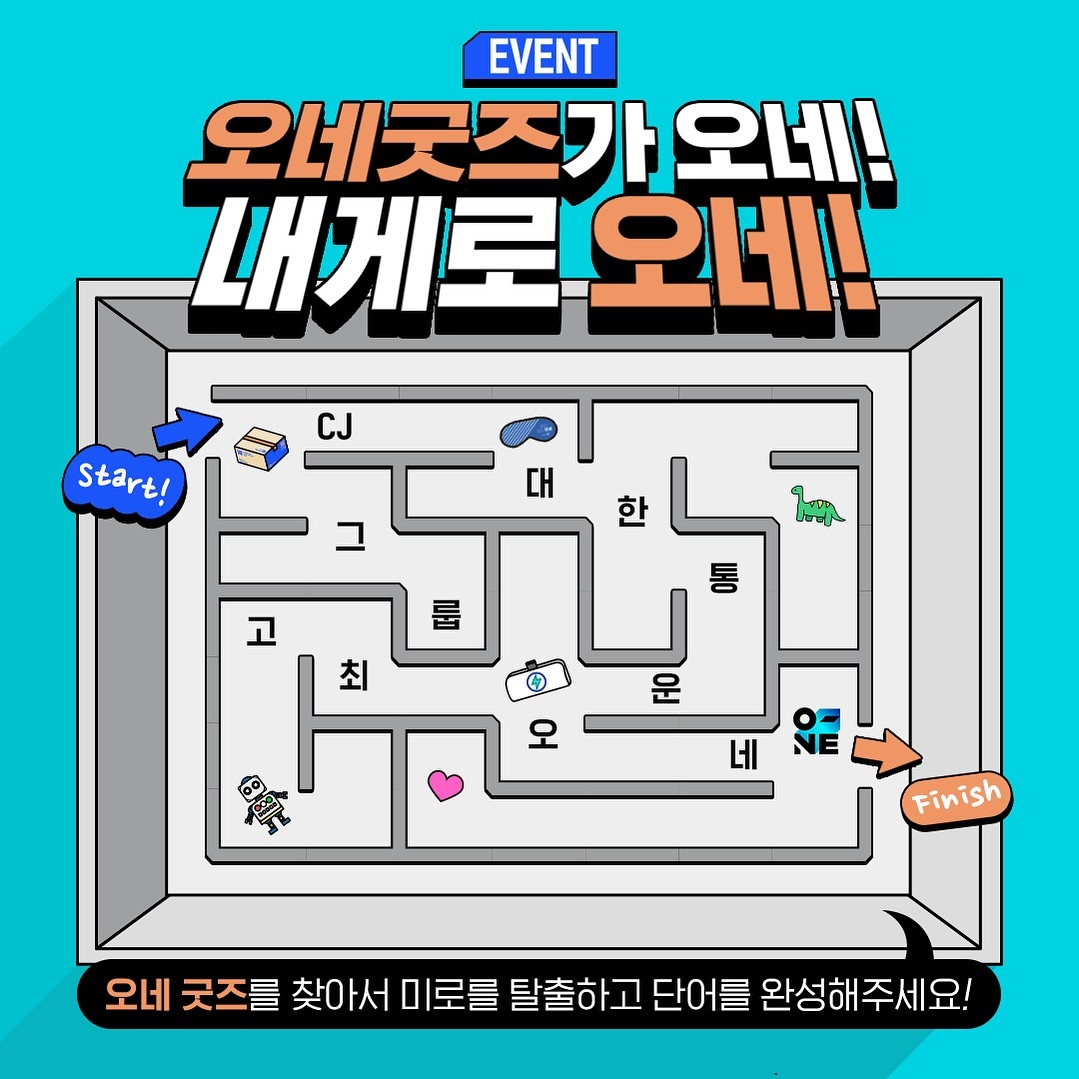 EVENT
오네굿즈가 오네!
내게로 오네!
Start!
CJ
대
한
그
통
룹
고
최
운
오
네
O-NE
Finish
오네 굿즈를 찾아서 미로를 탈출하고 단어를 완성해주세요!